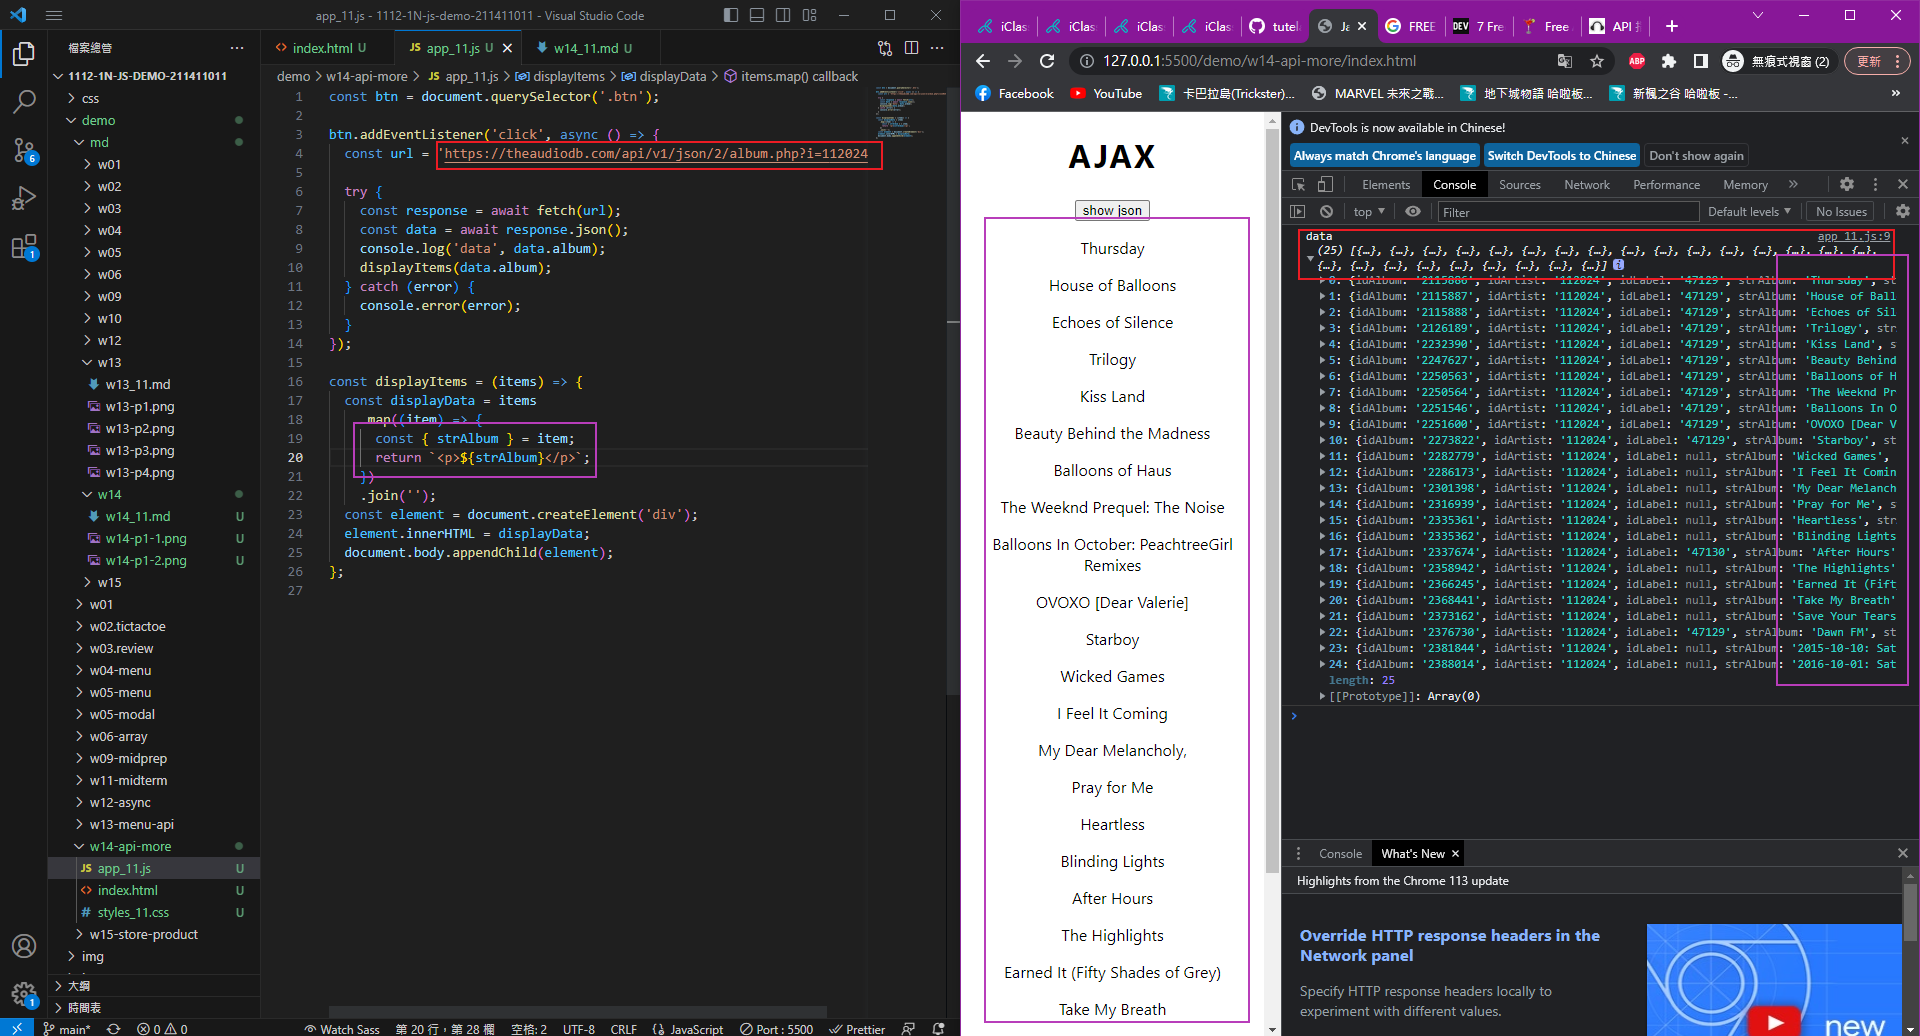 app_11.js - 1112-1N-js-demo-211411011 - Visual Studio Code
檔案總管
1112-1N-JS-DEMO-211411011
css
demo
md
w01
w02
w03
w04
w05
w06
w09
w10
w12
w13
w13_11.md
w13-p1.png
w13-p2.png
w13-p3.png
w13-p4.png
w14
w14_11.md U
w14-p1-1.png U
w14-p1-2.png U
w15
w01
w02.tictactoe
w03.review
w04-menu
w05-menu
w05-modal
w06-array
w09-midprep
w11-midterm
w12-async
w13-menu-api
w14-api-more
JS app_11.js U
index.html U
# styles_11.css U
w15-store-product
img
大綱
時間表
6
1
1
index.html U
JS app_11.js U
w14_11.md U
demo > w14-api-more > JS app_11.js > displayItems > displayData > items.map() callback
1 const btn = document.querySelector('.btn');
2
3 btn.addEventListener('click', async () => {
4 const url = 'https://theaudiodb.com/api/v1/json/2/album.php?i=112024
5
6 try {
7 const response = await fetch(url);
8 const data = await response.json();
9 console.log('data', data.album);
10 displayItems(data.album);
11 } catch (error) {
12 console.error(error);
13 }
14 });
15
16 const displayItems = (items) => {
17 const displayData = items
18 .map((item) => {
19 const { strAlbum } = item;
20 return `<p>${strAlbum}</p>`;
21 })
22 .join('');
23 const element = document.createElement('div');
24 element.innerHTML = displayData;
25 document.body.appendChild(element);
26 };
27
main* 0 0 Watch Sass 第 20 行，第 28 欄 空格: 2 UTF-8 CRLF JavaScript Port : 5500 Prettier
iClas
iClas
iClas
iClas
tutel
Ja
FREE
DEV 7 Fre
Free
API
127.0.0.1:5500/demo/w14-api-more/index.html
ABP
無痕式視窗 (2)
更新
Facebook
YouTube
卡巴拉島(Trickster)...
MARVEL 未來之戰...
地下城物語 哈啦板...
新楓之谷 哈啦板 -...
AJAX
show json
Thursday
House of Balloons
Echoes of Silence
Trilogy
Kiss Land
Beauty Behind the Madness
Balloons of Haus
The Weeknd Prequel: The Noise
Balloons In October: PeachtreeGirl
Remixes
OVOXO [Dear Valerie]
Starboy
Wicked Games
I Feel It Coming
My Dear Melancholy,
Pray for Me
Heartless
Blinding Lights
After Hours
The Highlights
Earned It (Fifty Shades of Grey)
Take My Breath
DevTools is now available in Chinese!
Always match Chrome's language
Switch DevTools to Chinese
Don't show again
Elements Console Sources Network Performance Memory
top Filter Default levels No Issues
data app_11.js:9
(25) [{…}, {…}, {…}, {…}, {…}, {…}, {…}, {…}, {…}, {…}, {…}, {…}, {…}, {…}, {…}, {…},
{…}, {…}, {…}, {…}, {…}, {…}, {…}, {…}, {…}]
0: {idAlbum: '2115886', idArtist: '112024', idLabel: '47129', strAlbum: 'Thursday', st
1: {idAlbum: '2115887', idArtist: '112024', idLabel: '47129', strAlbum: 'House of Ball
2: {idAlbum: '2115888', idArtist: '112024', idLabel: '47129', strAlbum: 'Echoes of Sil
3: {idAlbum: '2126189', idArtist: '112024', idLabel: '47129', strAlbum: 'Trilogy', str
4: {idAlbum: '2232390', idArtist: '112024', idLabel: '47129', strAlbum: 'Kiss Land', s
5: {idAlbum: '2247627', idArtist: '112024', idLabel: '47129', strAlbum: 'Beauty Behind
6: {idAlbum: '2250563', idArtist: '112024', idLabel: '47129', strAlbum: 'Balloons of H
7: {idAlbum: '2250564', idArtist: '112024', idLabel: '47129', strAlbum: 'The Weeknd Pr
8: {idAlbum: '2251546', idArtist: '112024', idLabel: '47129', strAlbum: 'Balloons In O
9: {idAlbum: '2251600', idArtist: '112024', idLabel: '47129', strAlbum: 'OVOXO [Dear V
10: {idAlbum: '2273822', idArtist: '112024', idLabel: '47129', strAlbum: 'Starboy', st
11: {idAlbum: '2282779', idArtist: '112024', idLabel: null, strAlbum: 'Wicked Games',
12: {idAlbum: '2286173', idArtist: '112024', idLabel: null, strAlbum: 'I Feel It Comin
13: {idAlbum: '2301398', idArtist: '112024', idLabel: null, strAlbum: 'My Dear Melanch
14: {idAlbum: '2316939', idArtist: '112024', idLabel: null, strAlbum: 'Pray for Me', s
15: {idAlbum: '2335361', idArtist: '112024', idLabel: null, strAlbum: 'Heartless', str
16: {idAlbum: '2335362', idArtist: '112024', idLabel: null, strAlbum: 'Blinding Lights
17: {idAlbum: '2337674', idArtist: '112024', idLabel: '47130', strAlbum: 'After Hours'
18: {idAlbum: '2358942', idArtist: '112024', idLabel: null, strAlbum: 'The Highlights'
19: {idAlbum: '2366245', idArtist: '112024', idLabel: null, strAlbum: 'Earned It (Fift
20: {idAlbum: '2368441', idArtist: '112024', idLabel: null, strAlbum: 'Take My Breath'
21: {idAlbum: '2373162', idArtist: '112024', idLabel: null, strAlbum: 'Save Your Tears
22: {idAlbum: '2376730', idArtist: '112024', idLabel: '47129', strAlbum: 'Dawn FM', st
23: {idAlbum: '2381844', idArtist: '112024', idLabel: null, strAlbum: '2015-10-10: Sat
24: {idAlbum: '2388014', idArtist: '112024', idLabel: null, strAlbum: '2016-10-01: Sat
length: 25
[[Prototype]]: Array(0)
Console What's New
Highlights from the Chrome 113 update
Override HTTP response headers in the
Network panel
Specify HTTP response headers locally to
experiment with different values.
new